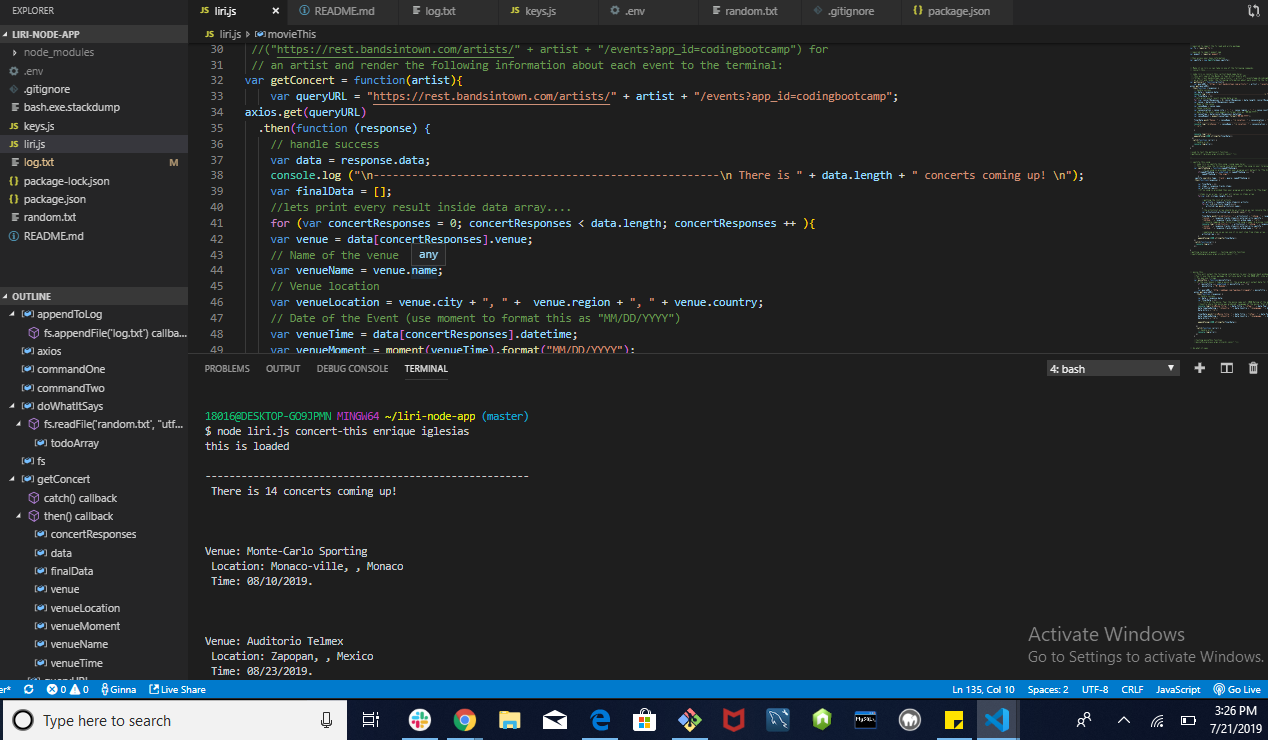 EXPLORER
LIRI-NODE-APP
node_modules
.env
.gitignore
bash.exe.stackdump
JS keys.js
JS liri.js
log.txt M
{} package-lock.json
{} package.json
random.txt
README.md
OUTLINE
appendToLog
fs.appendFile('log.txt') callba...
axios
commandOne
commandTwo
doWhatItSays
fs.readFile('random.txt', "utf...
todoArray
fs
getConcert
catch() callback
then() callback
concertResponses
data
finalData
venue
venueLocation
venueMoment
venueName
venueTime
JS liri.js × README.md log.txt JS keys.js .env random.txt .gitignore {} package.json
JS liri.js › movieThis
30 //("https://rest.bandsintown.com/artists/" + artist + "/events?app_id=codingbootcamp") for
31 // an artist and render the following information about each event to the terminal:
32 var getConcert = function(artist){
33 var queryURL = "https://rest.bandsintown.com/artists/" + artist + "/events?app_id=codingbootcamp";
34 axios.get(queryURL)
35 .then(function (response) {
36 // handle success
37 var data = response.data;
38 console.log ("\n------------------------------------------------------\n There is " + data.length + " concerts coming up! \n");
39 var finalData = [];
40 //lets print every result inside data array....
41 for (var concertResponses = 0; concertResponses < data.length; concertResponses ++ ){
42 var venue = data[concertResponses].venue;
43 // Name of the venue
any
44 var venueName = venue.name;
45 // Venue location
46 var venueLocation = venue.city + ", " + venue.region + ", " + venue.country;
47 // Date of the Event (use moment to format this as "MM/DD/YYYY")
48 var venueTime = data[concertResponses].datetime;
49 var venueMoment = moment(venueTime).format("MM/DD/YYYY");
PROBLEMS OUTPUT DEBUG CONSOLE TERMINAL 4: bash
18016@DESKTOP-GO9JPMN MINGW64 ~/liri-node-app (master)
$ node liri.js concert-this enrique iglesias
this is loaded
------------------------------------------------------
There is 14 concerts coming up!
Venue: Monte-Carlo Sporting
Location: Monaco-ville, , Monaco
Time: 08/10/2019.
Venue: Auditorio Telmex
Location: Zapopan, , Mexico
Time: 08/23/2019.
Activate Windows
Go to Settings to activate Windows.
er* 0 0 Ginna Live Share Ln 135, Col 10 Spaces: 2 UTF-8 CRLF JavaScript Go Live
Type here to search
MySQL
3:26 PM
7/21/2019